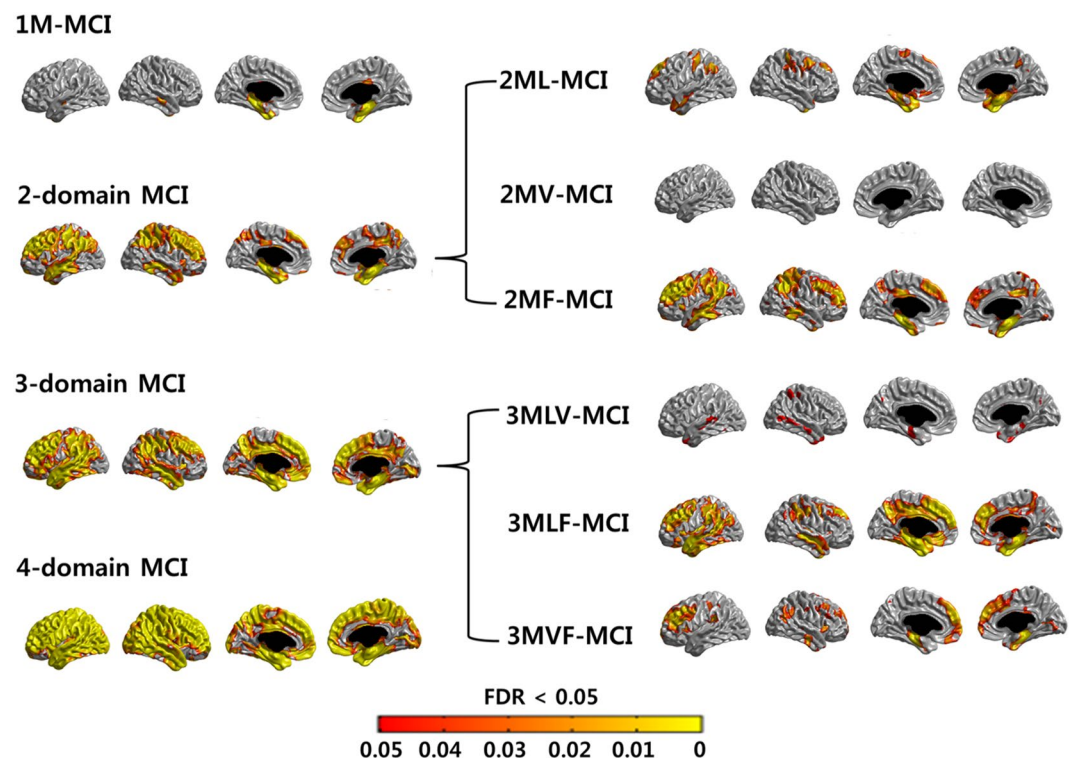 1M-MCI
2-domain MCI
3-domain MCI
4-domain MCI
2ML-MCI
2MV-MCI
2MF-MCI
3MLV-MCI
3MLF-MCI
3MVF-MCI
FDR < 0.05
0.05 0.04 0.03 0.02 0.01 0